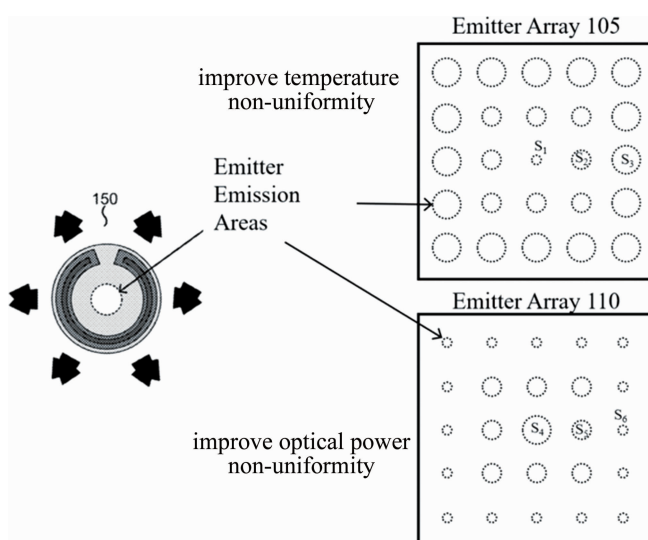 Emitter Array 105
improve temperature
non-uniformity
S1
S2
S3
Emitter
Emission
Areas
150
Emitter Array 110
S6
S4
S5
improve optical power
non-uniformity